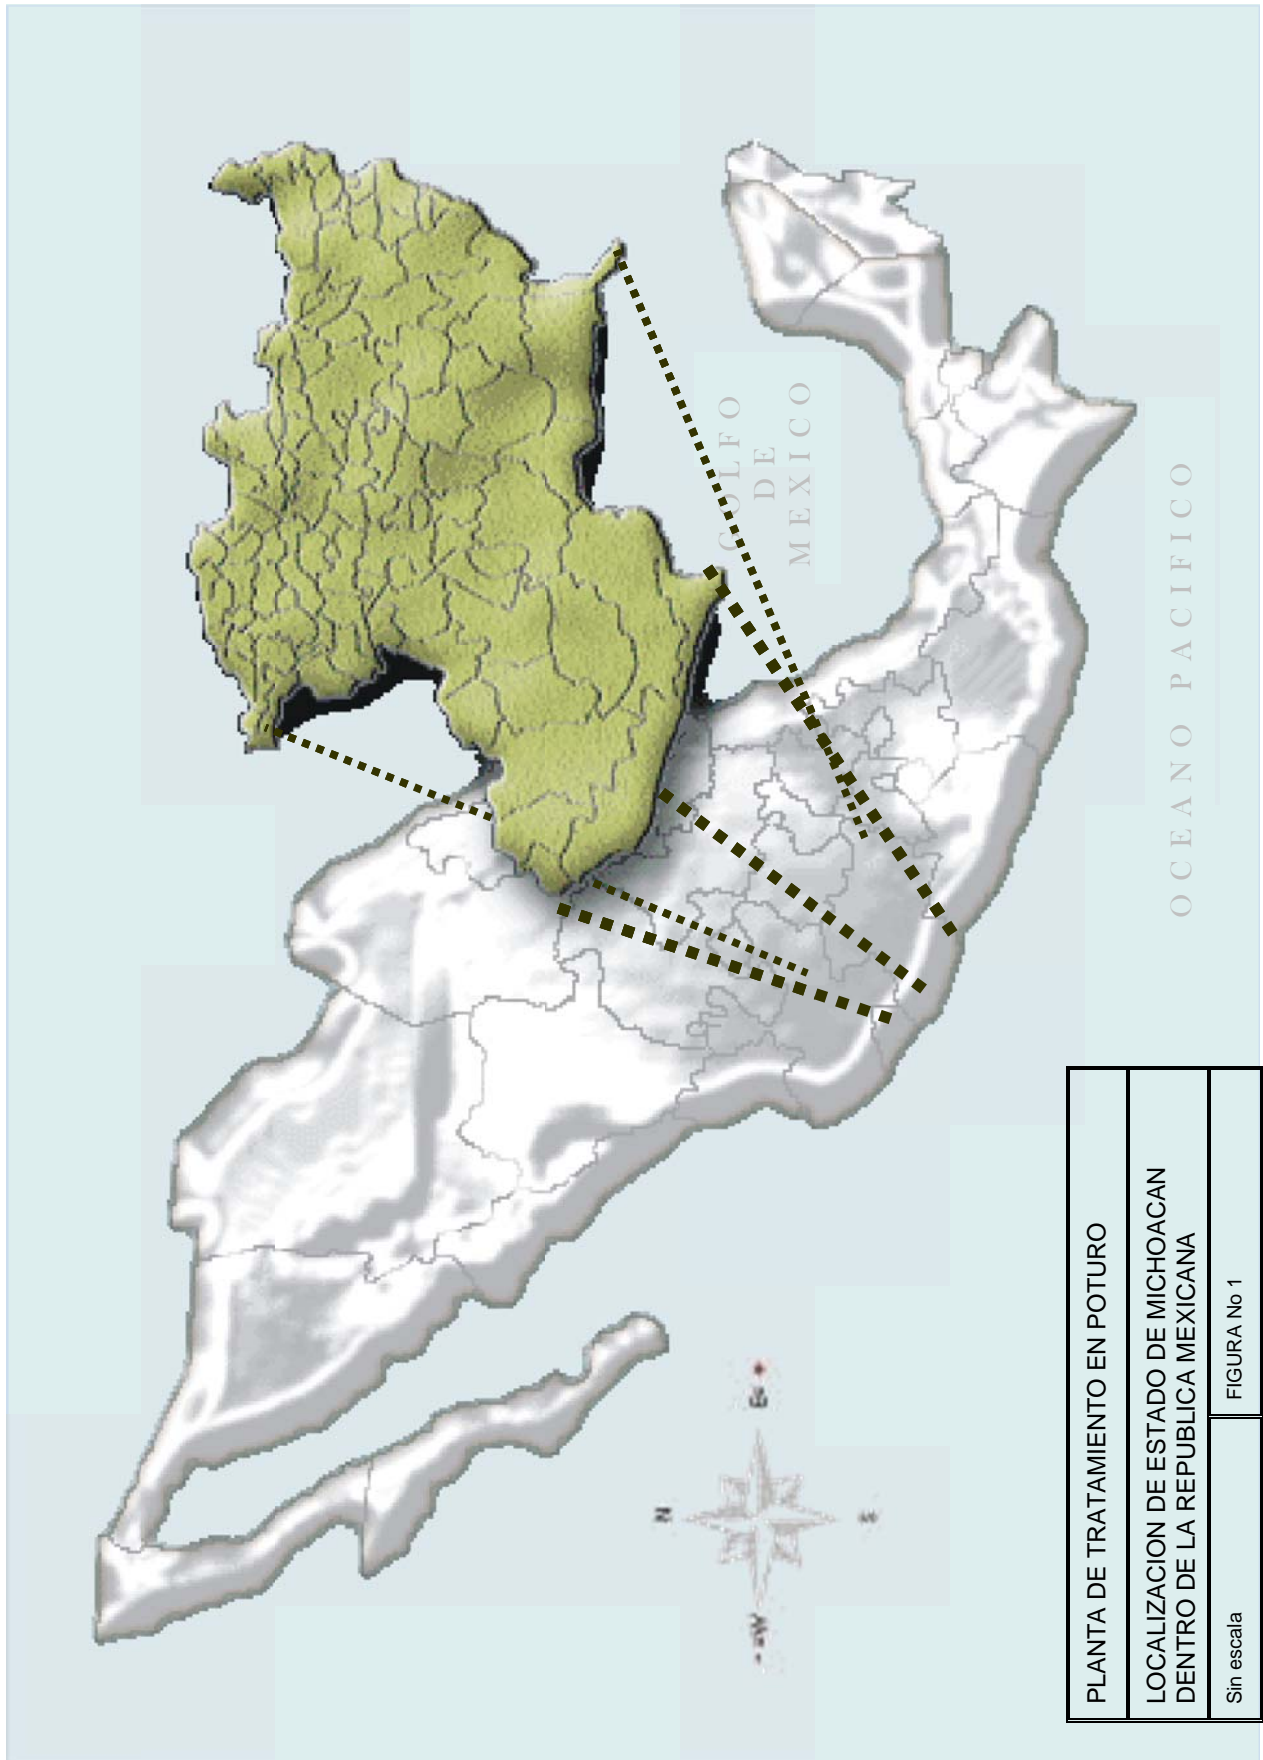 GOLFO
DE
MEXICO
OCEANO PACIFICO
N
PLANTA DE TRATAMIENTO EN POTURO
LOCALIZACION DE ESTADO DE MICHOACAN
DENTRO DE LA REPUBLICA MEXICANA
Sin escala
FIGURA No 1